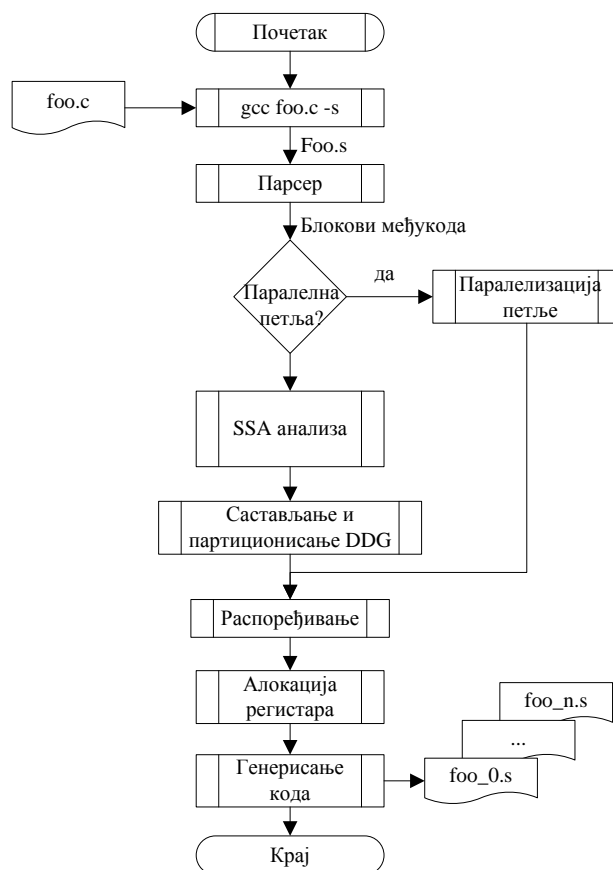 Почетак
foo.c
gcc foo.c -s
Foo.s
Парсер
Блокови међукода
Паралелна
петља?
да
Паралелизација
петље
SSA анализа
Састављање и
партиционисање DDG
Распоређивање
Алокација
регистара
foo_n.s
...
Генерисање
кода
foo_0.s
Крај